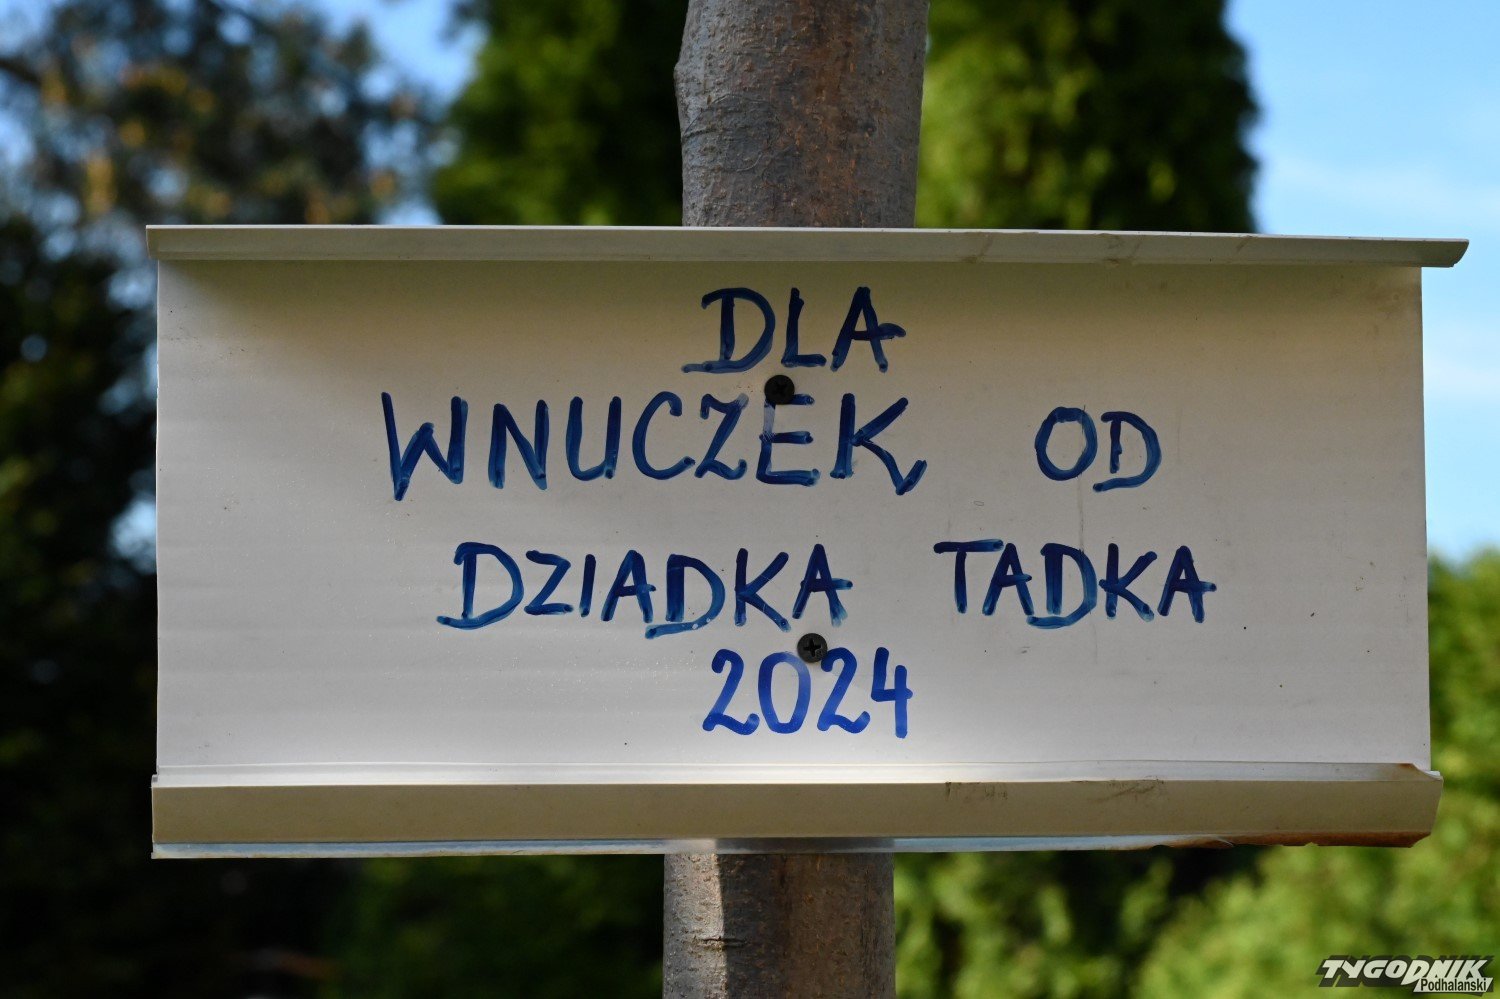 DLA
WNUCZEK OD
DZIADKA TADKA
2024
TYGODNIK
Podhalański